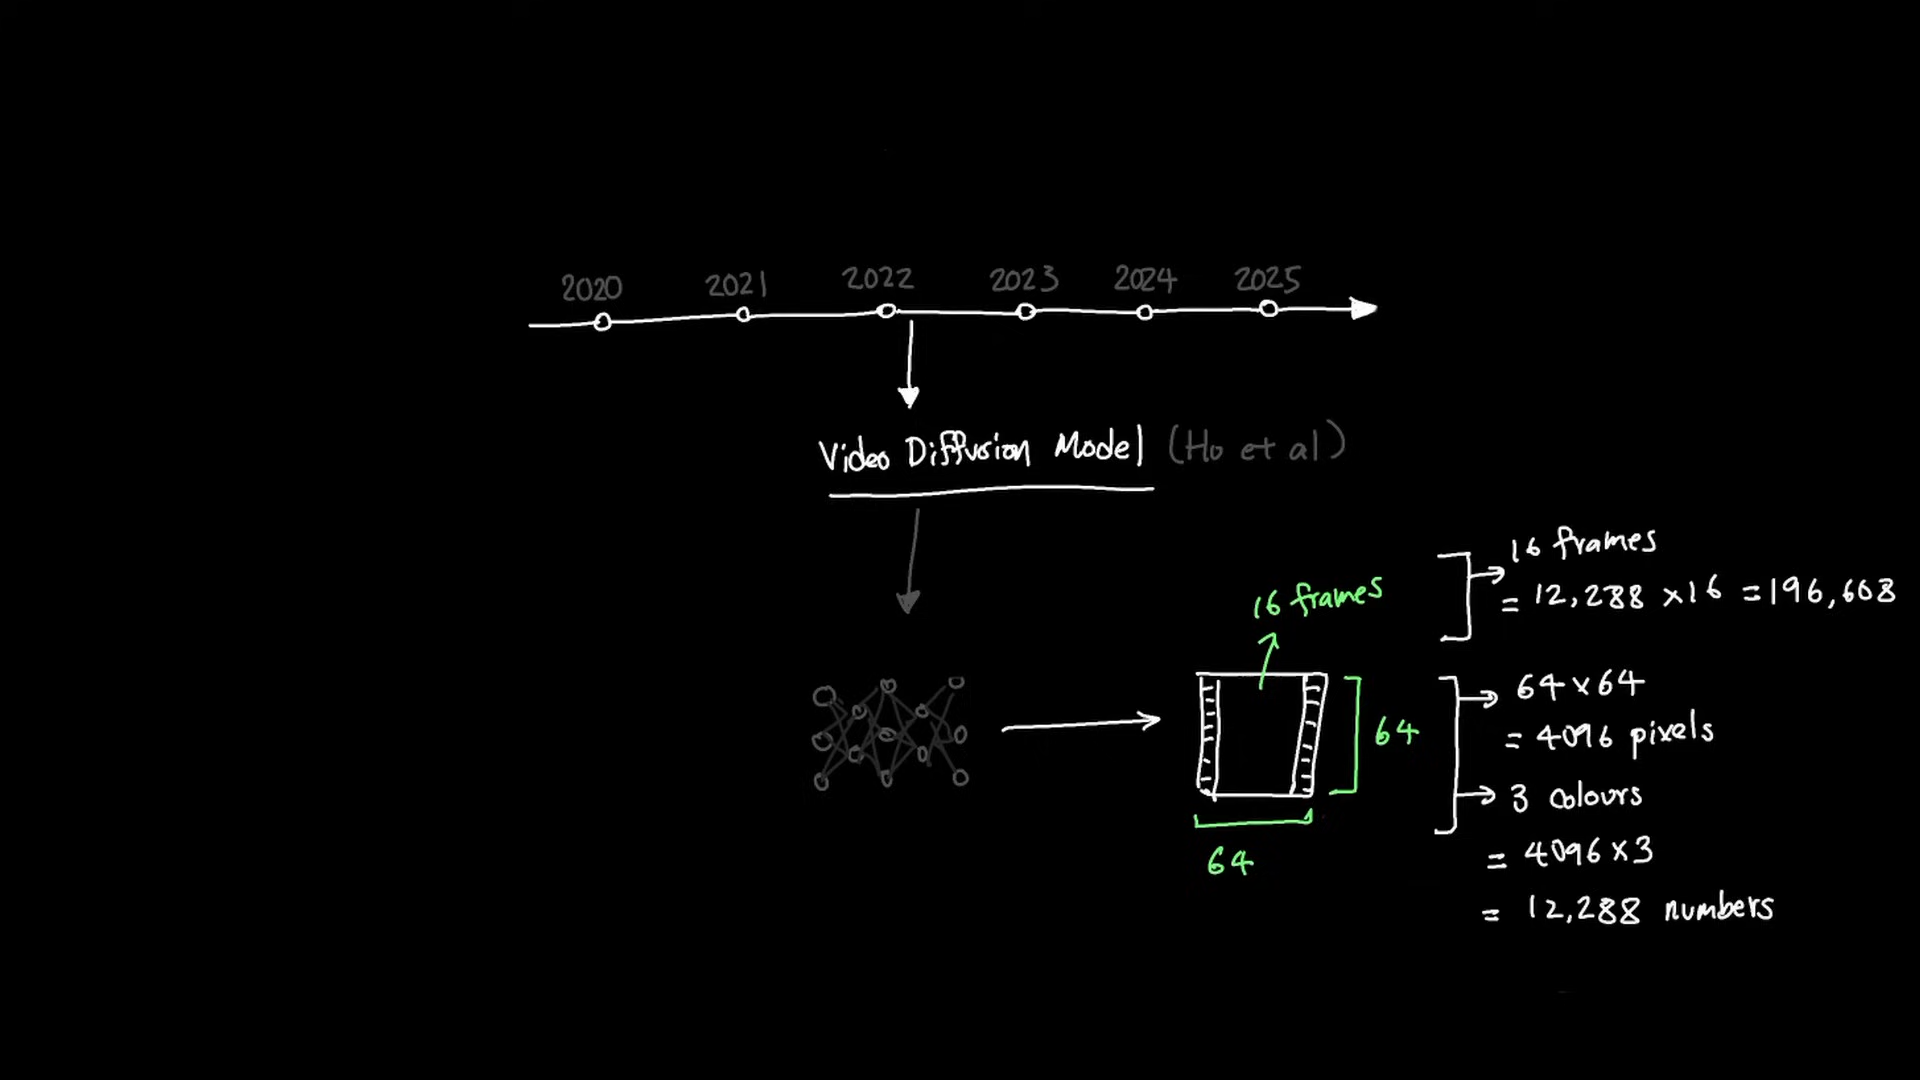 2020 2021 2022 2023 2024 2025
Video Diffusion Model (Ho et al)
16 frames
= 12,288 x16 = 196,608
16 frames
64
64
64 x 64
= 4096 pixels
3 colours
= 4096 x 3
= 12,288 numbers